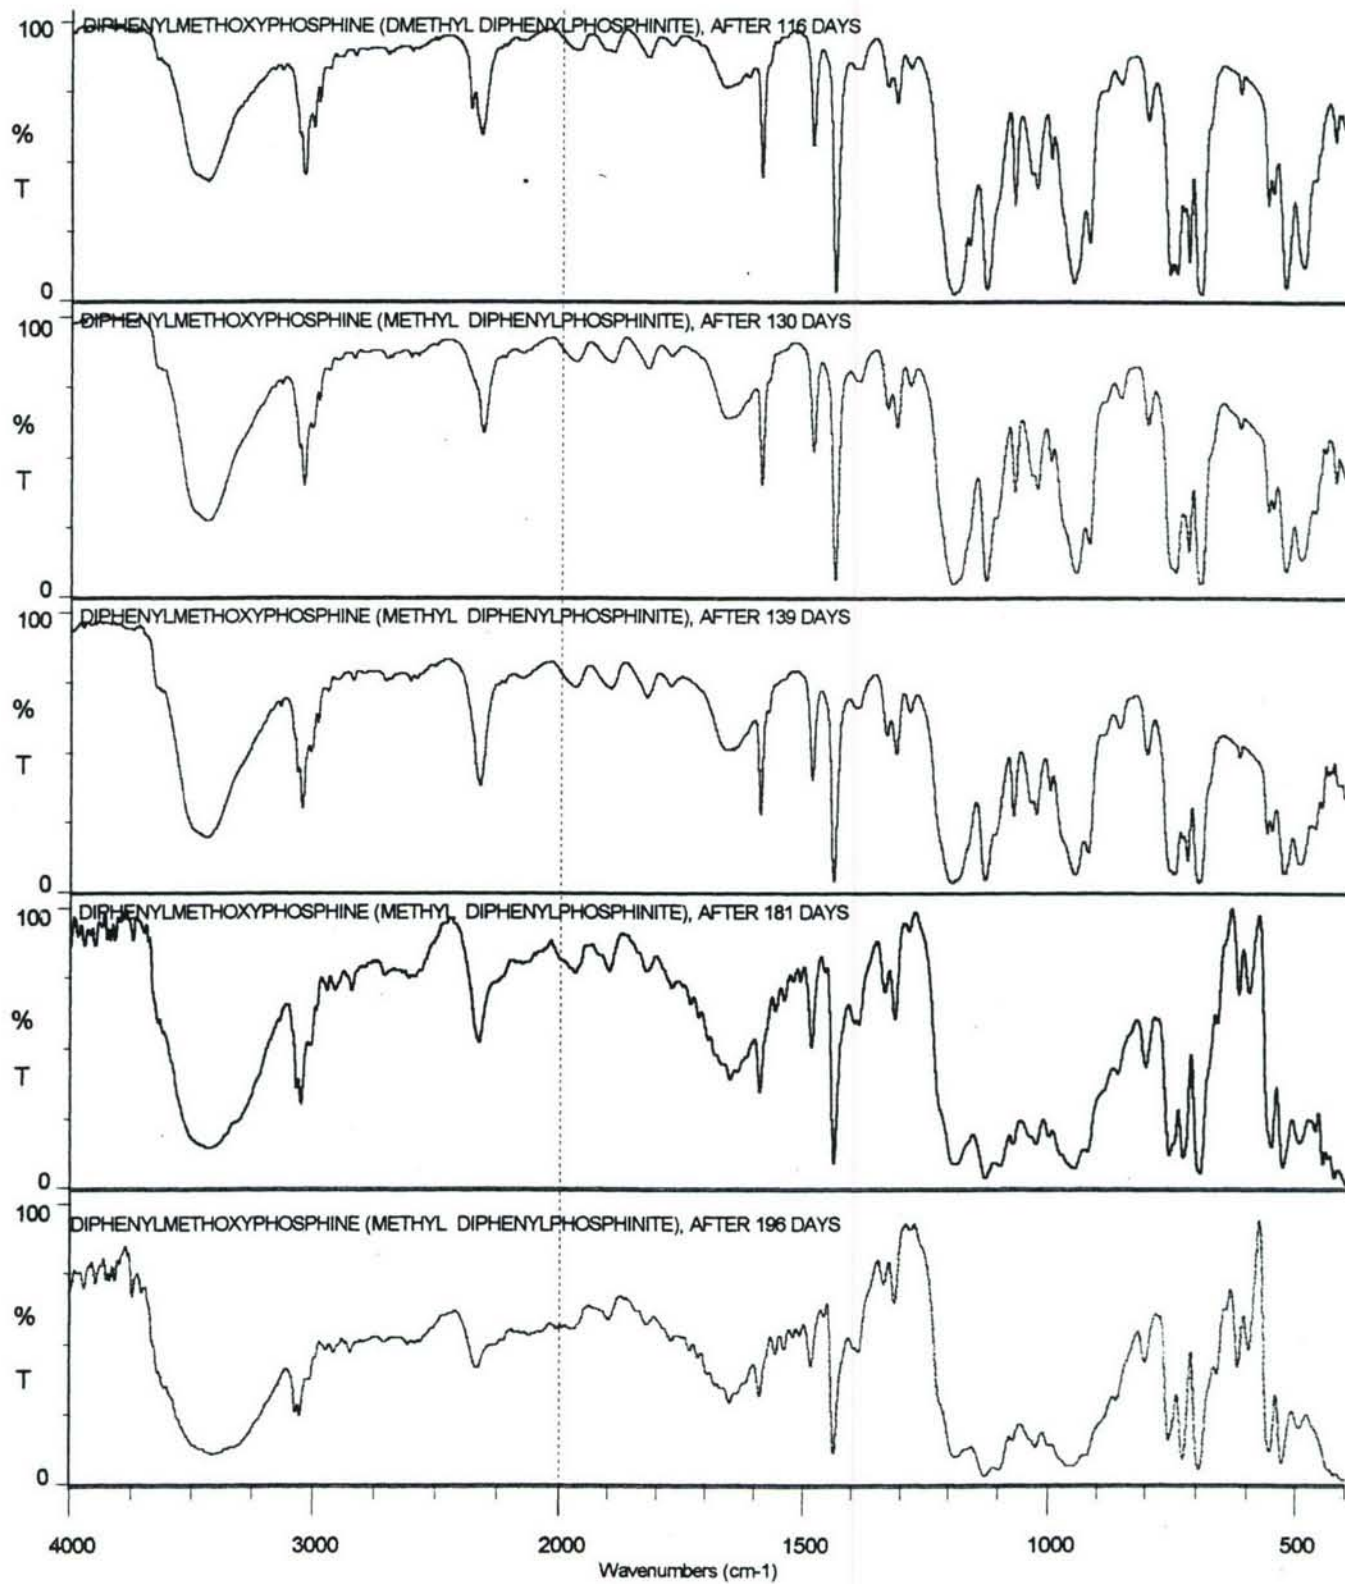 100 DIPHENYLMETHOXYPHOSPHINE (DMETHYL DIPHENYLPHOSPHINITE), AFTER 116 DAYS
%
T
0
100 DIPHENYLMETHOXYPHOSPHINE (METHYL DIPHENYLPHOSPHINITE), AFTER 130 DAYS
%
T
0
100 DIPHENYLMETHOXYPHOSPHINE (METHYL DIPHENYLPHOSPHINITE), AFTER 139 DAYS
%
T
0
100 DIPHENYLMETHOXYPHOSPHINE (METHYL DIPHENYLPHOSPHINITE), AFTER 181 DAYS
%
T
0
100 DIPHENYLMETHOXYPHOSPHINE (METHYL DIPHENYLPHOSPHINITE), AFTER 196 DAYS
%
T
0
4000 3000 2000 1500 1000 500
Wavenumbers (cm-1)